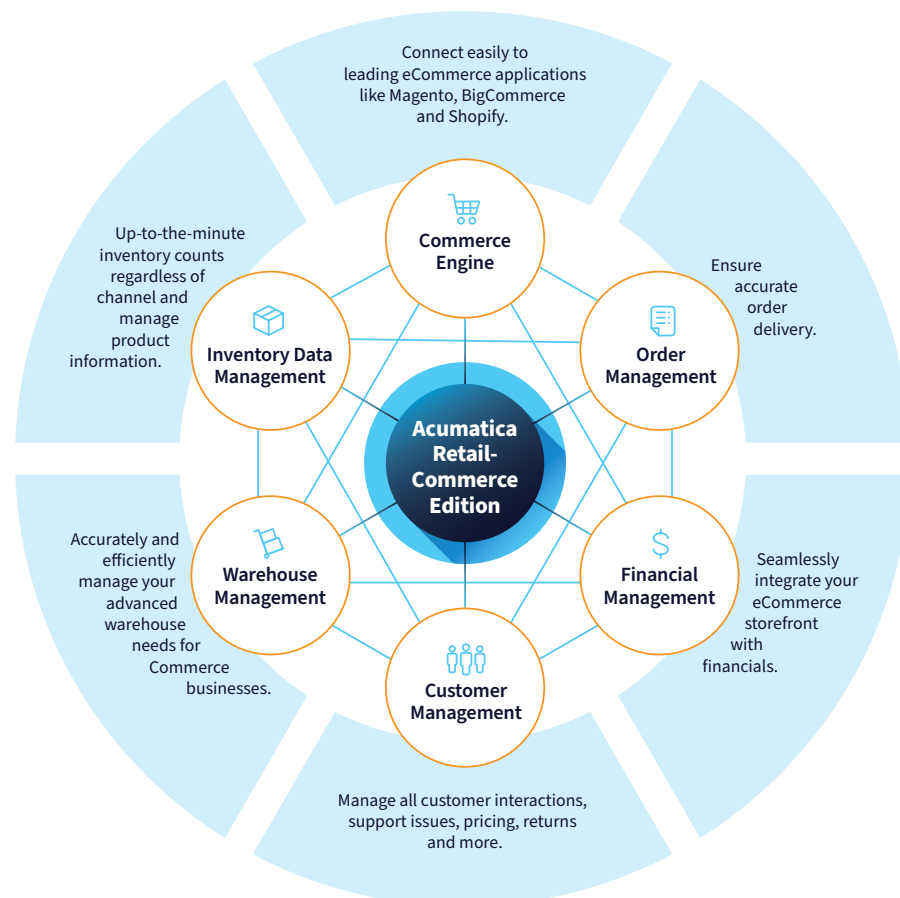 Connect easily to
leading eCommerce applications
like Magento, BigCommerce
and Shopify.
Commerce
Engine
Ensure
accurate
order
delivery.
Order
Management
Seamlessly
integrate your
eCommerce
storefront
with
financials.
Financial
Management
Manage all customer interactions,
support issues, pricing, returns
and more.
Customer
Management
Accurately and
efficiently
manage your
advanced
warehouse
needs for
Commerce
businesses.
Warehouse
Management
Up-to-the-minute
inventory counts
regardless of
channel and
manage
product
information.
Inventory Data
Management
Acumatica
Retail-
Commerce
Edition